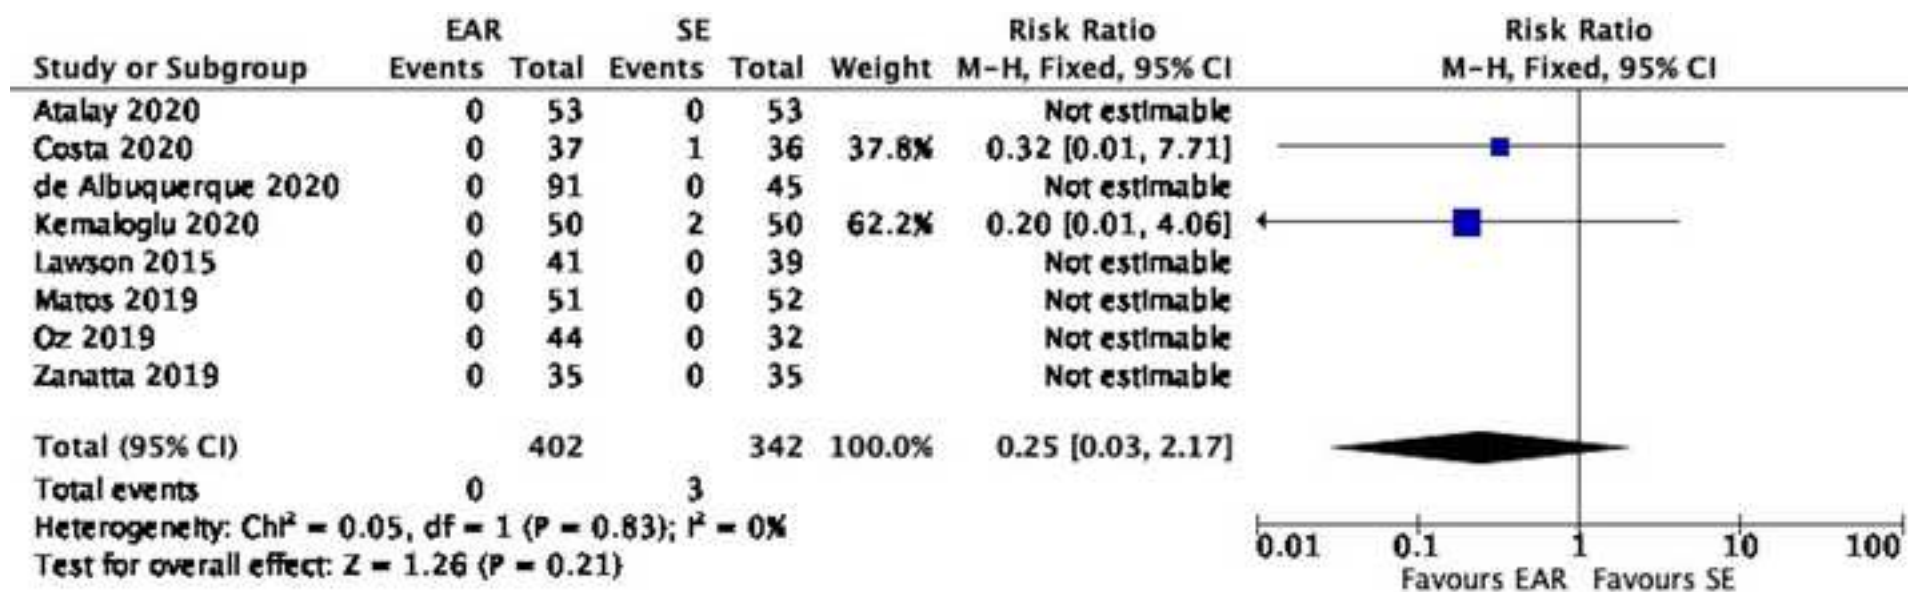 EAR SE Risk Ratio Risk Ratio
Study or Subgroup Events Total Events Total Weight M-H, Fixed, 95% CI M-H, Fixed, 95% CI
Atalay 2020 0 53 0 53 Not estimable
Costa 2020 0 37 1 36 37.8% 0.32 [0.01, 7.71]
de Albuquerque 2020 0 91 0 45 Not estimable
Kemaloglu 2020 0 50 2 50 62.2% 0.20 [0.01, 4.06]
Lawson 2015 0 41 0 39 Not estimable
Matos 2019 0 51 0 52 Not estimable
Oz 2019 0 44 0 32 Not estimable
Zanatta 2019 0 35 0 35 Not estimable
Total (95% CI) 402 342 100.0% 0.25 [0.03, 2.17]
Total events 0 3
Heterogeneity: Chi² = 0.05, df = 1 (P = 0.83); I² = 0%
Test for overall effect: Z = 1.26 (P = 0.21)
0.01 0.1 1 10 100
Favours EAR Favours SE